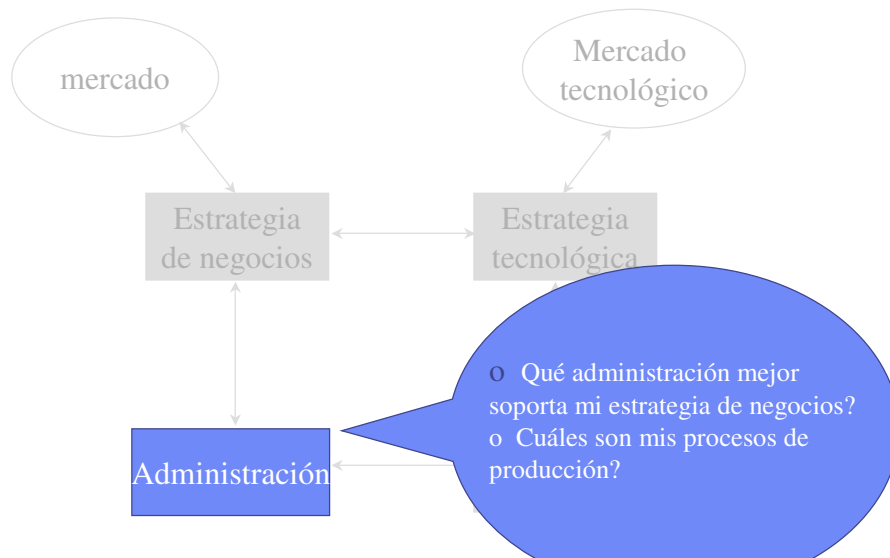 mercado
Mercado
tecnológico
Estrategia
de negocios
Estrategia
tecnológica
o Qué administración mejor
soporta mi estrategia de negocios?
o Cuáles son mis procesos de
producción?
Administración